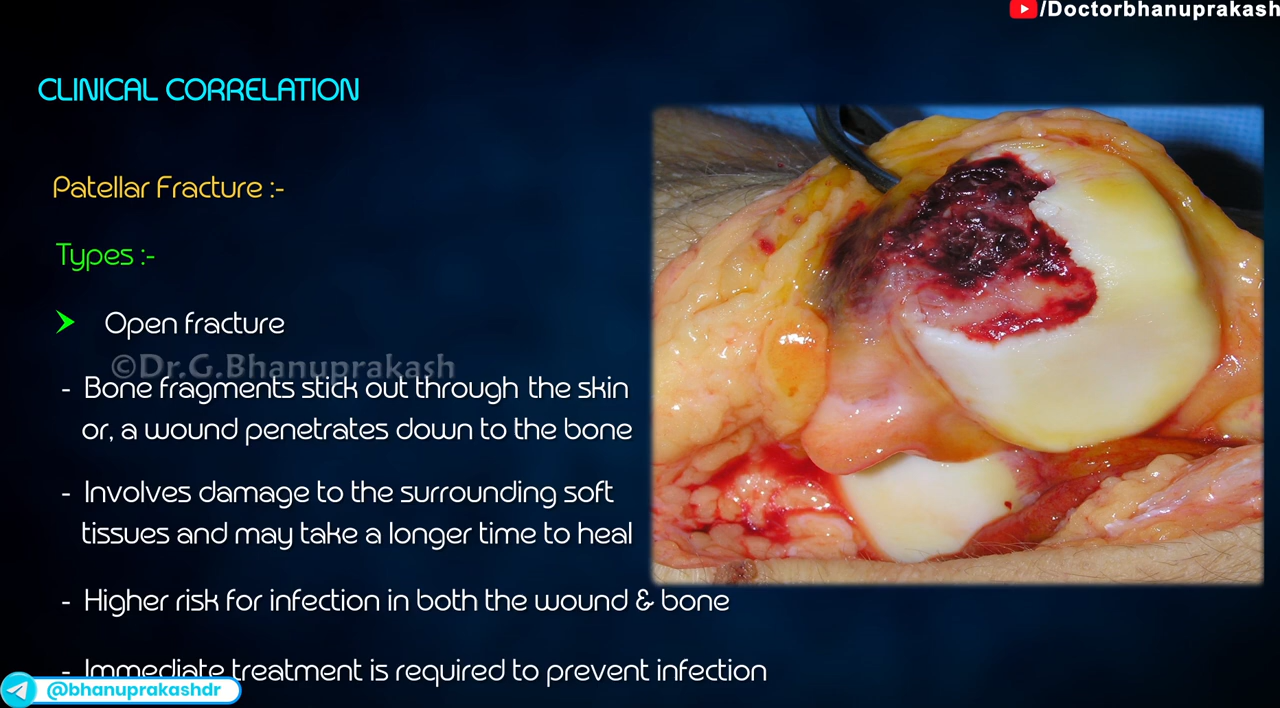 /Doctorbhanuprakash
CLINICAL CORRELATION
Patellar Fracture :-
Types :-
Open fracture
©Dr.G.Bhanuprakash
- Bone fragments stick out through the skin
or, a wound penetrates down to the bone
- Involves damage to the surrounding soft
tissues and may take a longer time to heal
- Higher risk for infection in both the wound & bone
- Immediate treatment is required to prevent infection
@bhanuprakashdr